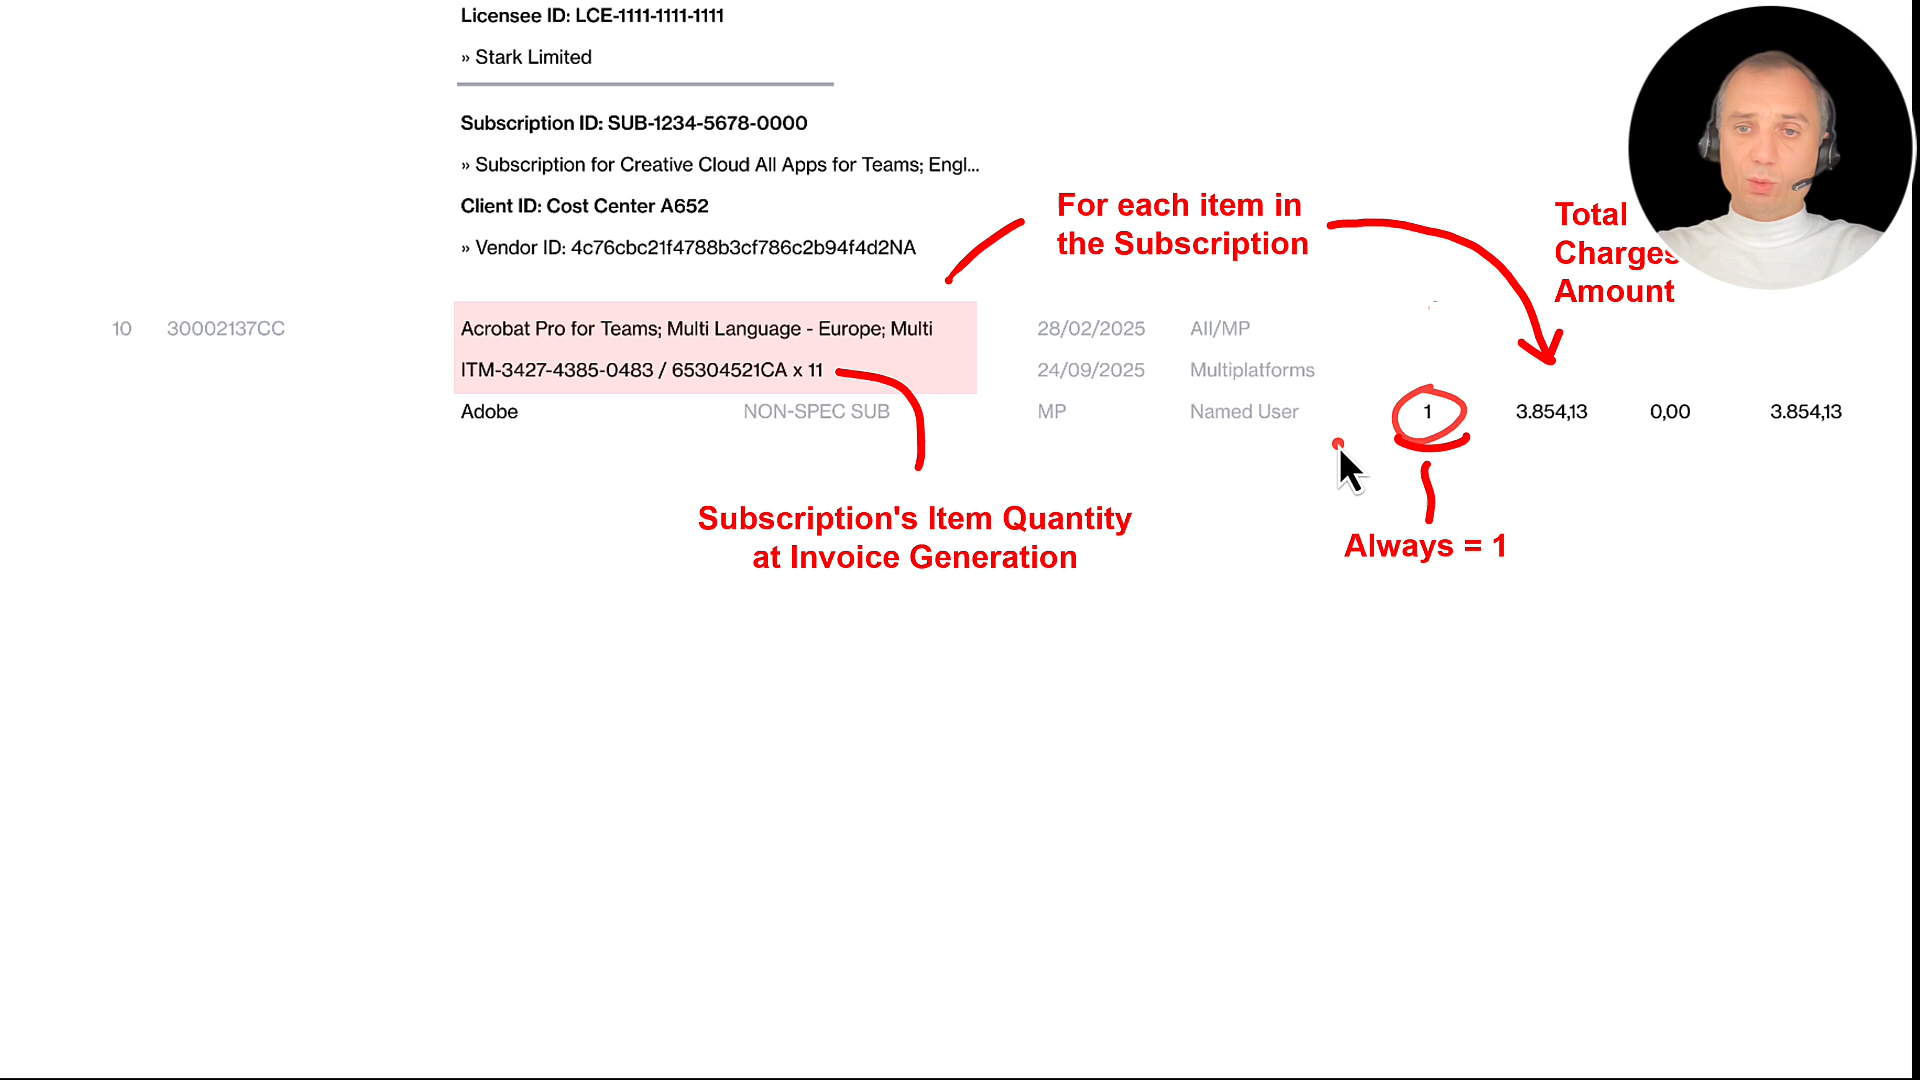 Licensee ID: LCE-1111-1111-1111
» Stark Limited
Subscription ID: SUB-1234-5678-0000
» Subscription for Creative Cloud All Apps for Teams; Engl...
Client ID: Cost Center A652
» Vendor ID: 4c76cbc21f4788b3cf786c2b94f4d2NA
For each item in
the Subscription
Total
Charges
Amount
10 30002137CC Acrobat Pro for Teams; Multi Language - Europe; Multi 28/02/2025 All/MP
ITM-3427-4385-0483 / 65304521CA x 11 24/09/2025 Multiplatforms
Adobe NON-SPEC SUB MP Named User 1 3.854,13 0,00 3.854,13
Subscription's Item Quantity
at Invoice Generation
Always = 1